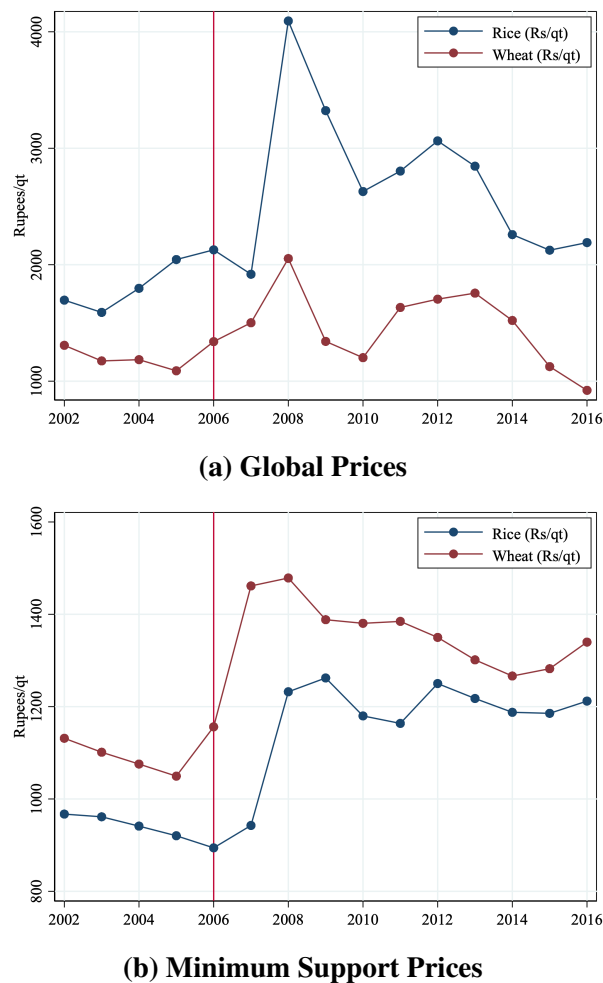 4000
3000
2000
1000
Rupees/qt
Rice (Rs/qt)
Wheat (Rs/qt)
2002 2004 2006 2008 2010 2012 2014 2016
(a) Global Prices
1600
1400
1200
1000
800
Rupees/qt
Rice (Rs/qt)
Wheat (Rs/qt)
2002 2004 2006 2008 2010 2012 2014 2016
(b) Minimum Support Prices